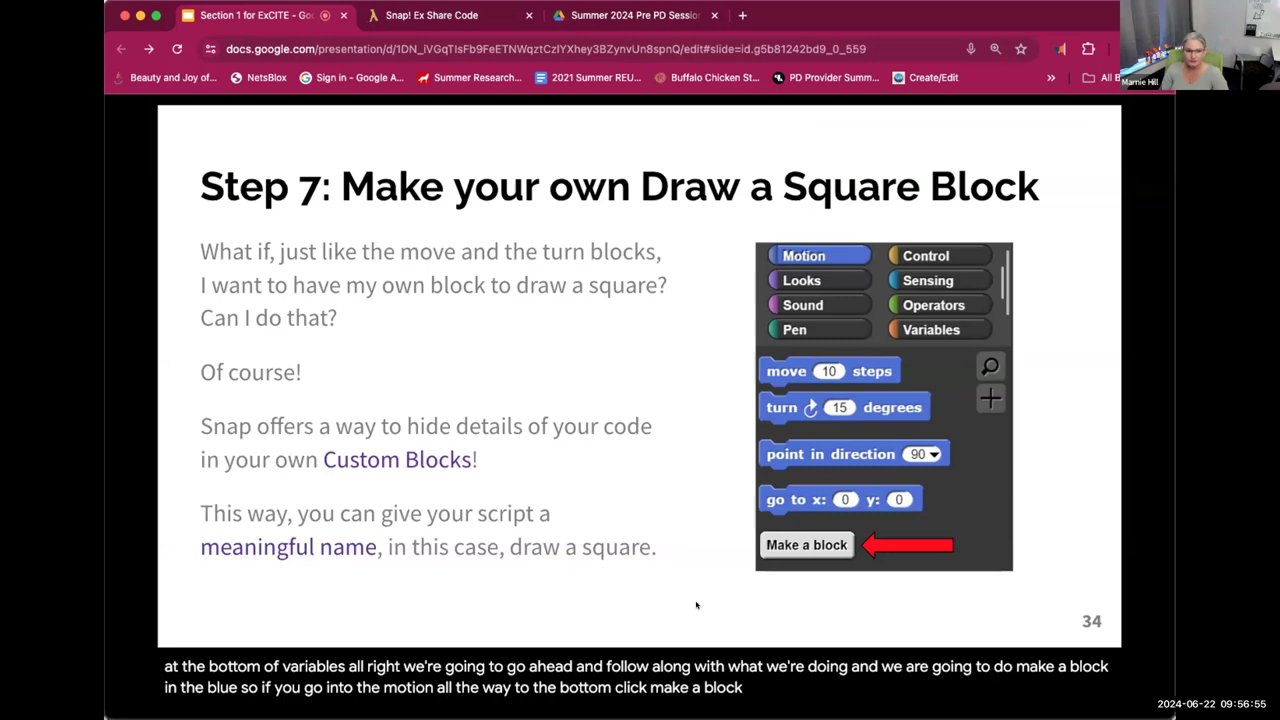 Section 1 for ExCITE - Go
Snap! Ex Share Code
Summer 2024 Pre PD Sessio
docs.google.com/presentation/d/1DN_iVGqTIsFb9FeETNWqztCzIYXhey3BZynvUn8spnQ/edit#slide=id.g5b81242bd9_0_559
Beauty and Joy of...
NetsBlox
Sign in - Google A...
Summer Research...
2021 Summer REU...
Buffalo Chicken St...
PD Provider Summ...
Create/Edit
»
All B
Marnie Hill
Step 7: Make your own Draw a Square Block
What if, just like the move and the turn blocks,
I want to have my own block to draw a square?
Can I do that?
Of course!
Snap offers a way to hide details of your code
in your own Custom Blocks!
This way, you can give your script a
meaningful name, in this case, draw a square.
Motion Control
Looks Sensing
Sound Operators
Pen Variables
move 10 steps
turn 15 degrees
point in direction 90
go to x: 0 y: 0
Make a block
34
at the bottom of variables all right we're going to go ahead and follow along with what we're doing and we are going to do make a block
in the blue so if you go into the motion all the way to the bottom click make a block
2024-06-22 09:56:55